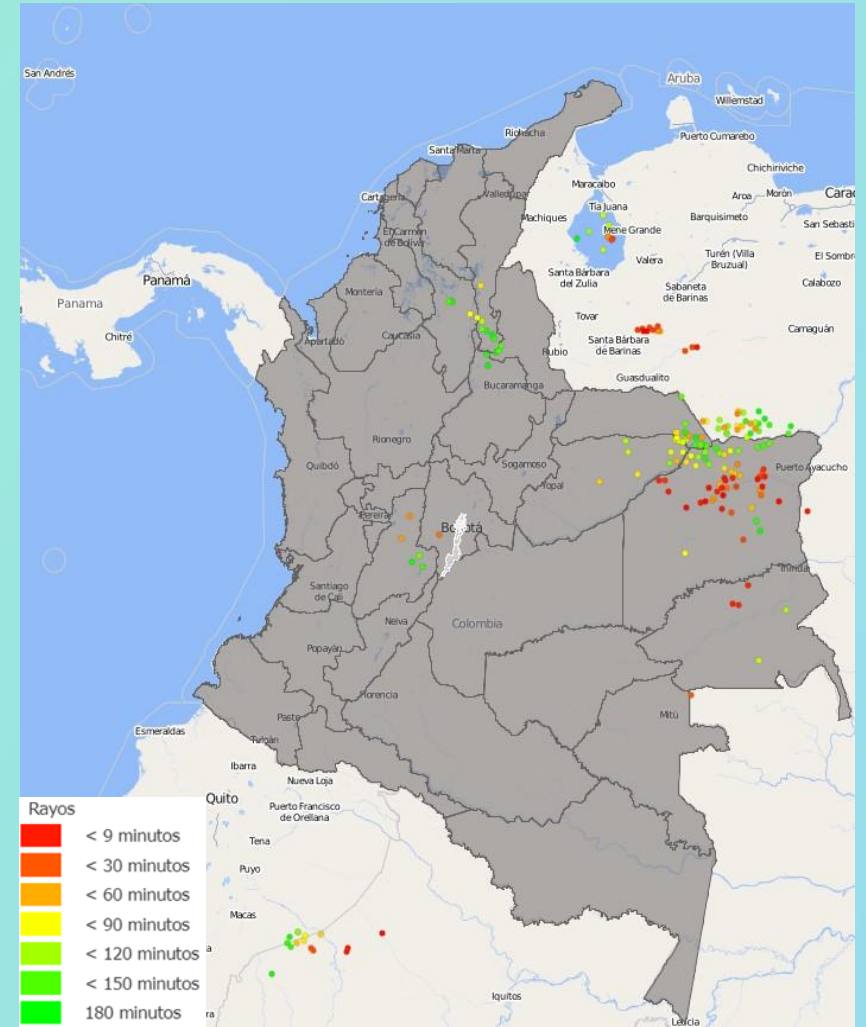 San Andrés
Aruba
Willemstad
Puerto Cumarebo
Riohacha
Santa Marta
Chichiriviche
Maracaibo
Cartagena
Valledupar
Tía Juana
Aroa
Morón
Carac
Machiques
Barquisimeto
El Carmen
de Bolívar
Mene Grande
San Sebasti
Valera
Turén (Villa
Bruzual)
El Sombr
Panamá
Santa Bárbara
del Zulia
Sabaneta
de Barinas
Calabozo
Panama
Montería
Tovar
Chitré
Apartadó
Caucasia
Santa Bárbara
de Barinas
Camaguán
Rubio
Guasdualito
Bucaramanga
Rionegro
Quibdó
Sogamoso
Puerto Ayacucho
Yopal
Pereira
Bogotá
Inírida
Santiago
de Cali
Neiva
Colombia
Popayán
Florencia
Mitú
Pasto
Esmeraldas
Tulcán
Ibarra
Nueva Loja
Quito
Puerto Francisco
de Orellana
Tena
Puyo
Macas
Iquitos
Leticia
a
ra
Rayos
< 9 minutos
< 30 minutos
< 60 minutos
< 90 minutos
< 120 minutos
< 150 minutos
180 minutos